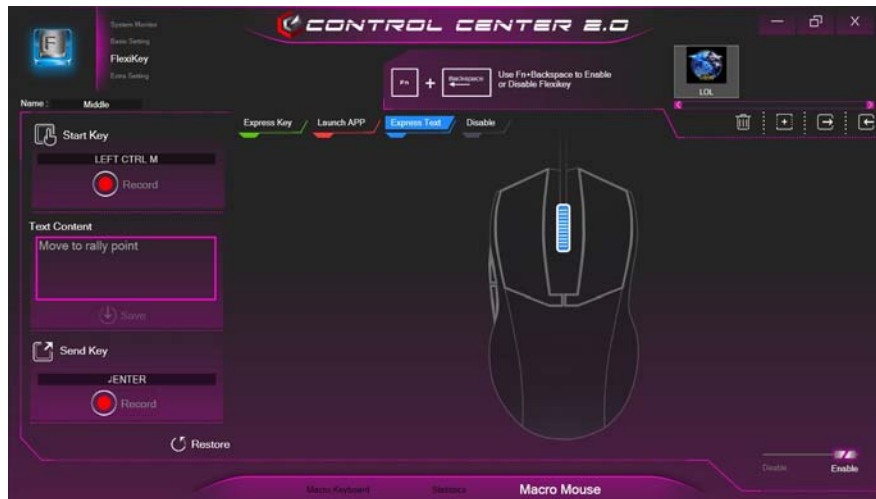 CONTROL CENTER 2.0
System Monitor
Basic Setting
FlexiKey
Extra Setting
Fn + Backspace
Use Fn+Backspace to Enable
or Disable Flexikey
LOL
Name : Middle
Express Key
Launch APP
Express Text
Disable
Start Key
LEFT CTRL M
Record
Text Content
Move to rally point
Save
Send Key
ENTER
Record
Restore
Disable
Enable
Macro Keyboard
Statistics
Macro Mouse